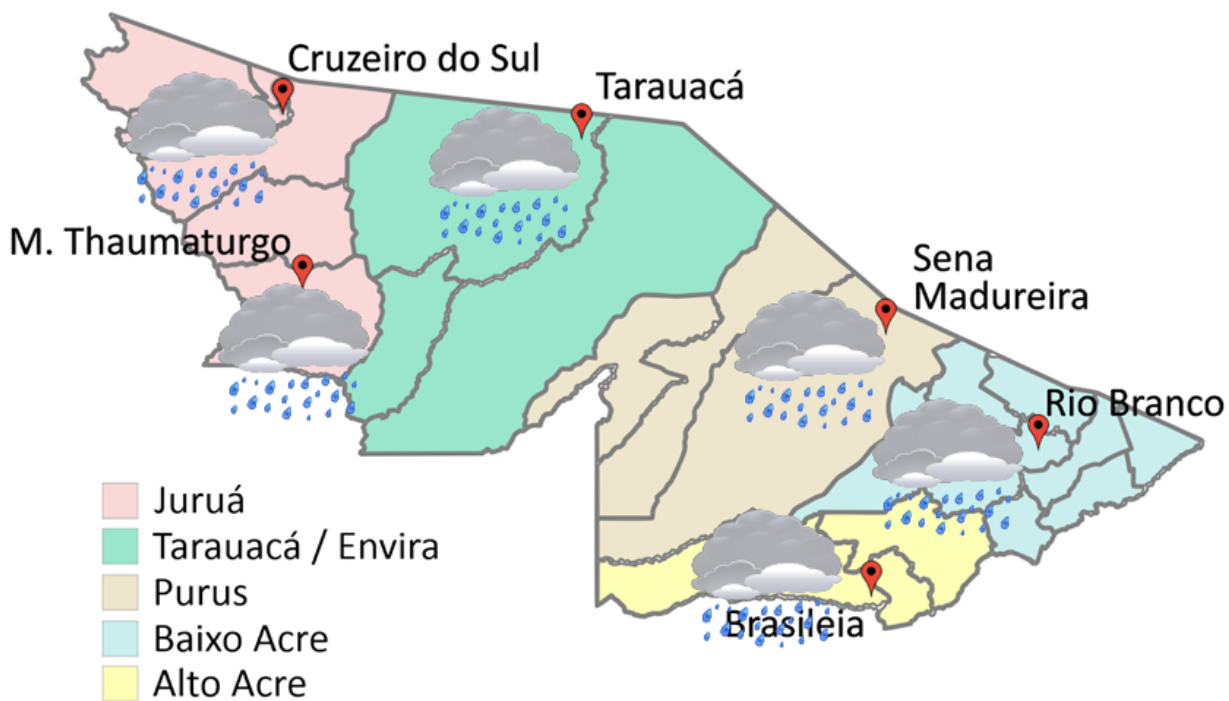 Cruzeiro do Sul
Tarauacá
M. Thaumaturgo
Sena
Madureira
Rio Branco
Brasileia
Juruá
Tarauacá / Envira
Purus
Baixo Acre
Alto Acre